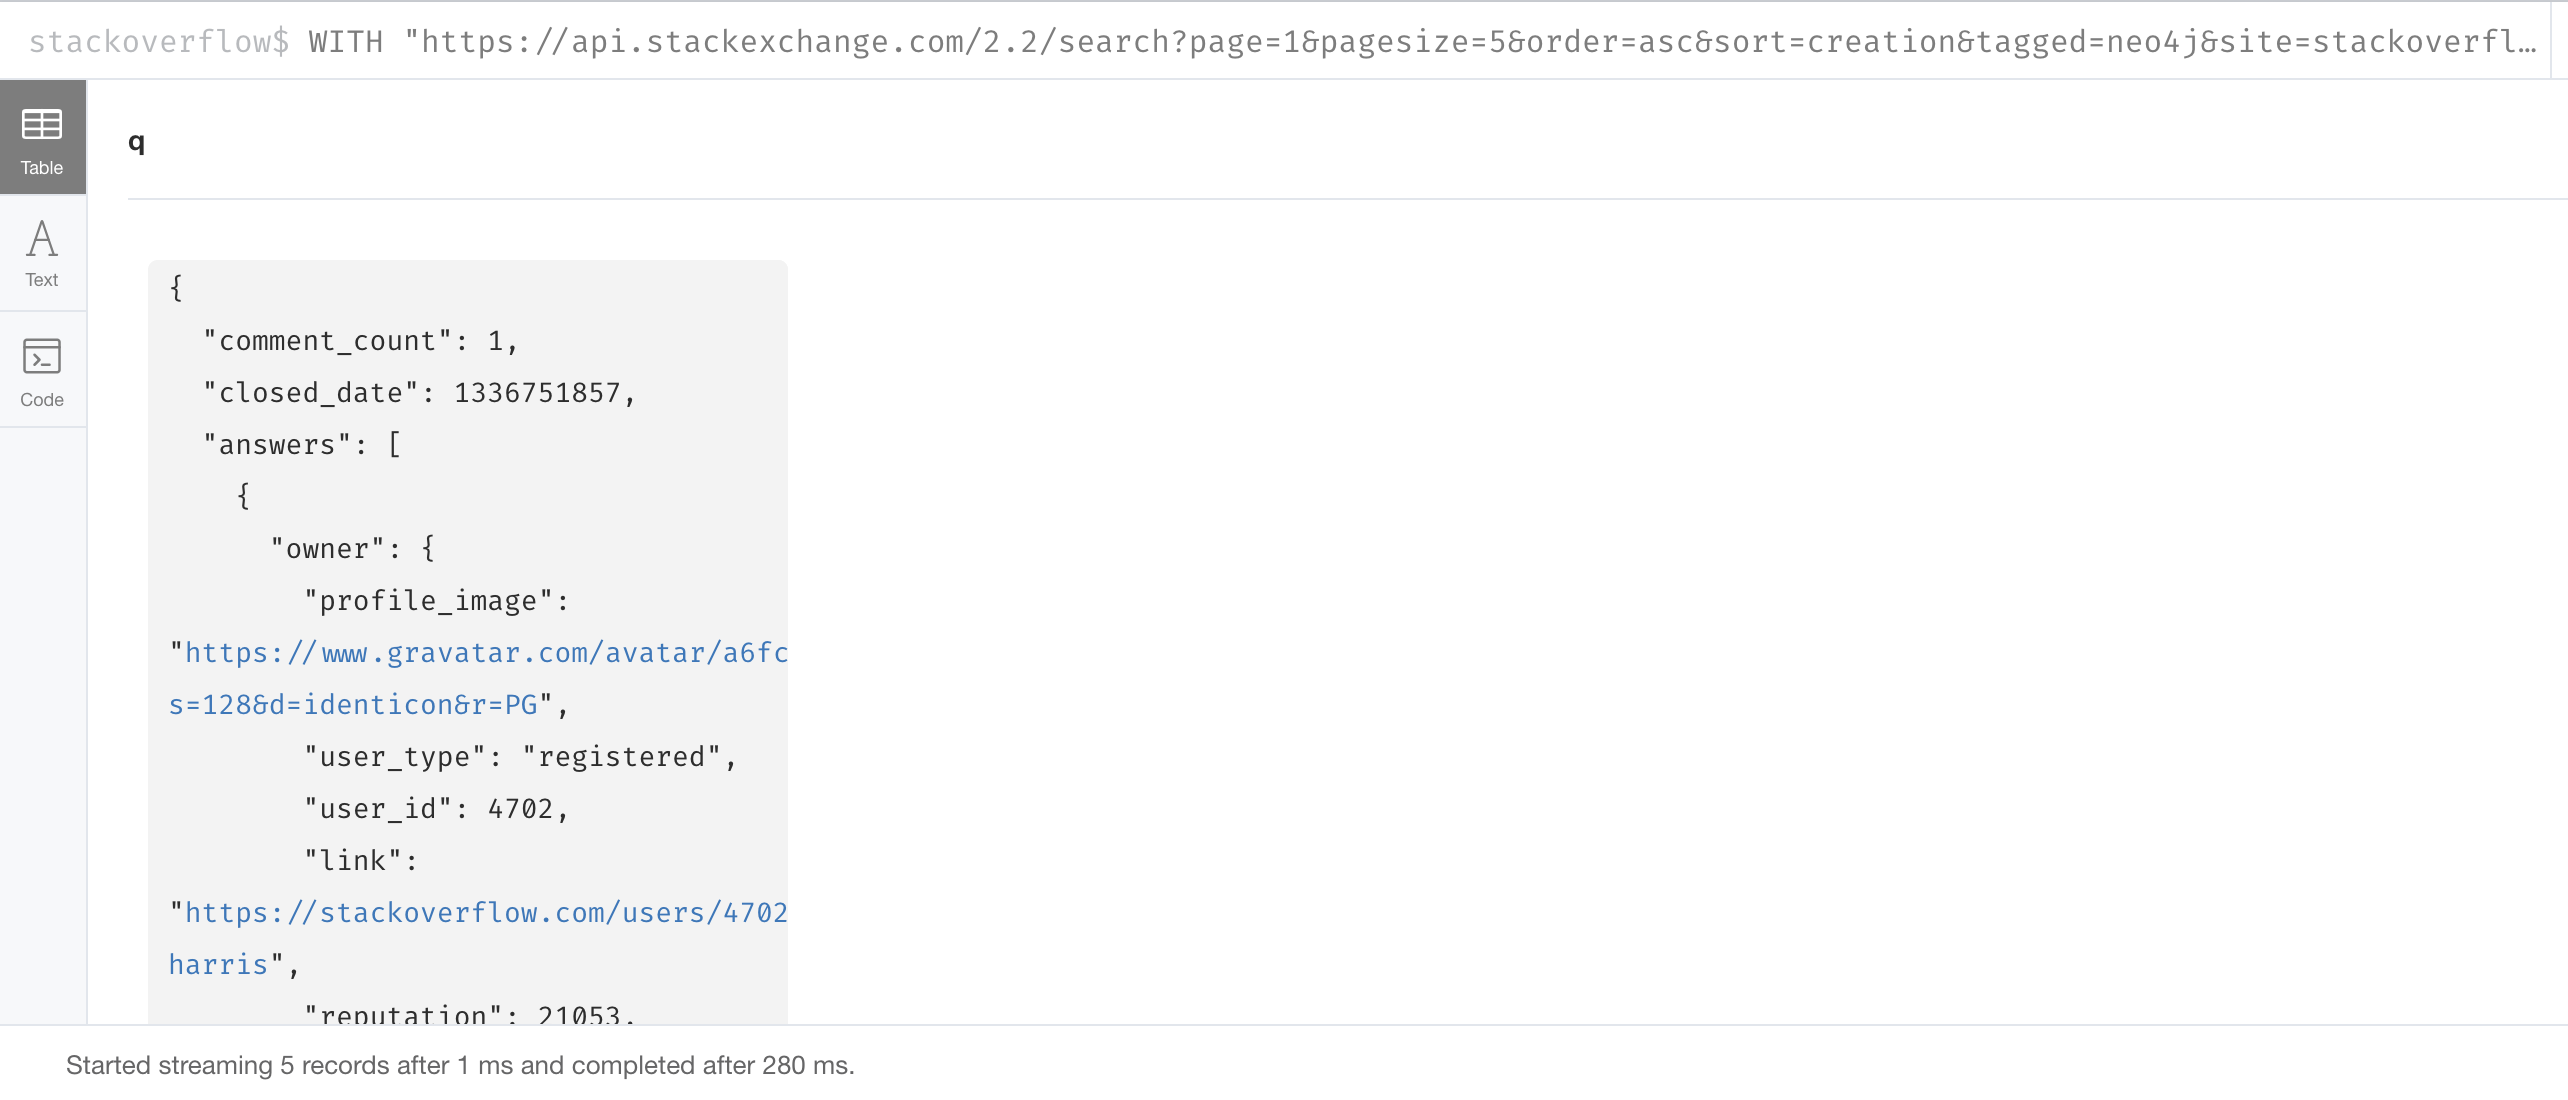 stackoverflow$ WITH "https://api.stackexchange.com/2.2/search?page=1&pagesize=5&order=asc&sort=creation&tagged=neo4j&site=stackoverfl…
Table
Text
Code
q
{
"comment_count": 1,
"closed_date": 1336751857,
"answers": [
{
"owner": {
"profile_image":
"https://www.gravatar.com/avatar/a6fc
s=128&d=identicon&r=PG",
"user_type": "registered",
"user_id": 4702,
"link":
"https://stackoverflow.com/users/4702
harris",
"reputation": 21053,
Started streaming 5 records after 1 ms and completed after 280 ms.